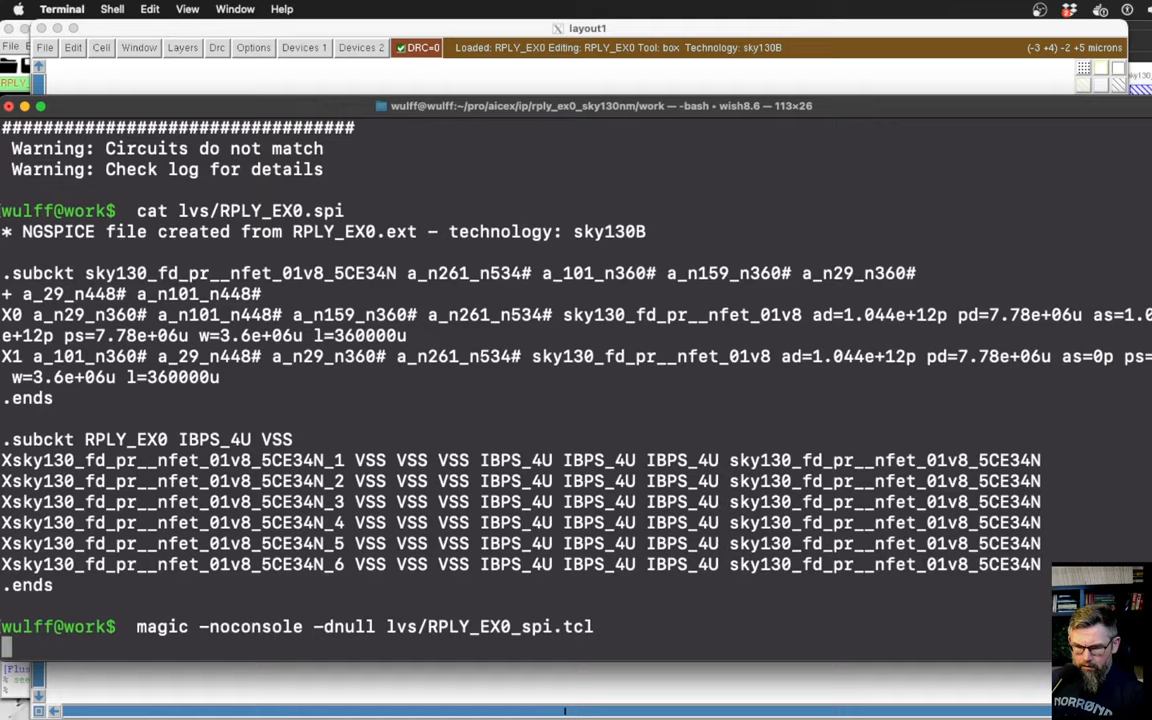 Terminal Shell Edit View Window Help
layout1
File Edit Cell Window Layers Drc Options Devices 1 Devices 2 DRC=0 Loaded: RPLY_EX0 Editing: RPLY_EX0 Tool: box Technology: sky130B (-3 +4) -2 +5 microns
File
RPLY_
wulff@wulff:~/pro/aicex/ip/rply_ex0_sky130nm/work — -bash • wish8.6 — 113×26
##################################
Warning: Circuits do not match
Warning: Check log for details
wulff@work$ cat lvs/RPLY_EX0.spi
* NGSPICE file created from RPLY_EX0.ext - technology: sky130B
.subckt sky130_fd_pr__nfet_01v8_5CE34N a_n261_n534# a_101_n360# a_n159_n360# a_n29_n360#
+ a_29_n448# a_n101_n448#
X0 a_n29_n360# a_n101_n448# a_n159_n360# a_n261_n534# sky130_fd_pr__nfet_01v8 ad=1.044e+12p pd=7.78e+06u as=1.0
e+12p ps=7.78e+06u w=3.6e+06u l=360000u
X1 a_101_n360# a_29_n448# a_n29_n360# a_n261_n534# sky130_fd_pr__nfet_01v8 ad=1.044e+12p pd=7.78e+06u as=0p ps=
w=3.6e+06u l=360000u
.ends
.subckt RPLY_EX0 IBPS_4U VSS
Xsky130_fd_pr__nfet_01v8_5CE34N_1 VSS VSS VSS IBPS_4U IBPS_4U IBPS_4U sky130_fd_pr__nfet_01v8_5CE34N
Xsky130_fd_pr__nfet_01v8_5CE34N_2 VSS VSS VSS IBPS_4U IBPS_4U IBPS_4U sky130_fd_pr__nfet_01v8_5CE34N
Xsky130_fd_pr__nfet_01v8_5CE34N_3 VSS VSS VSS IBPS_4U IBPS_4U IBPS_4U sky130_fd_pr__nfet_01v8_5CE34N
Xsky130_fd_pr__nfet_01v8_5CE34N_4 VSS VSS VSS IBPS_4U IBPS_4U IBPS_4U sky130_fd_pr__nfet_01v8_5CE34N
Xsky130_fd_pr__nfet_01v8_5CE34N_5 VSS VSS VSS IBPS_4U IBPS_4U IBPS_4U sky130_fd_pr__nfet_01v8_5CE34N
Xsky130_fd_pr__nfet_01v8_5CE34N_6 VSS VSS VSS IBPS_4U IBPS_4U IBPS_4U sky130_fd_pr__nfet_01v8_5CE34N
.ends
wulff@work$ magic -noconsole -dnull lvs/RPLY_EX0_spi.tcl
[Flus
% see
%
NORRØNA